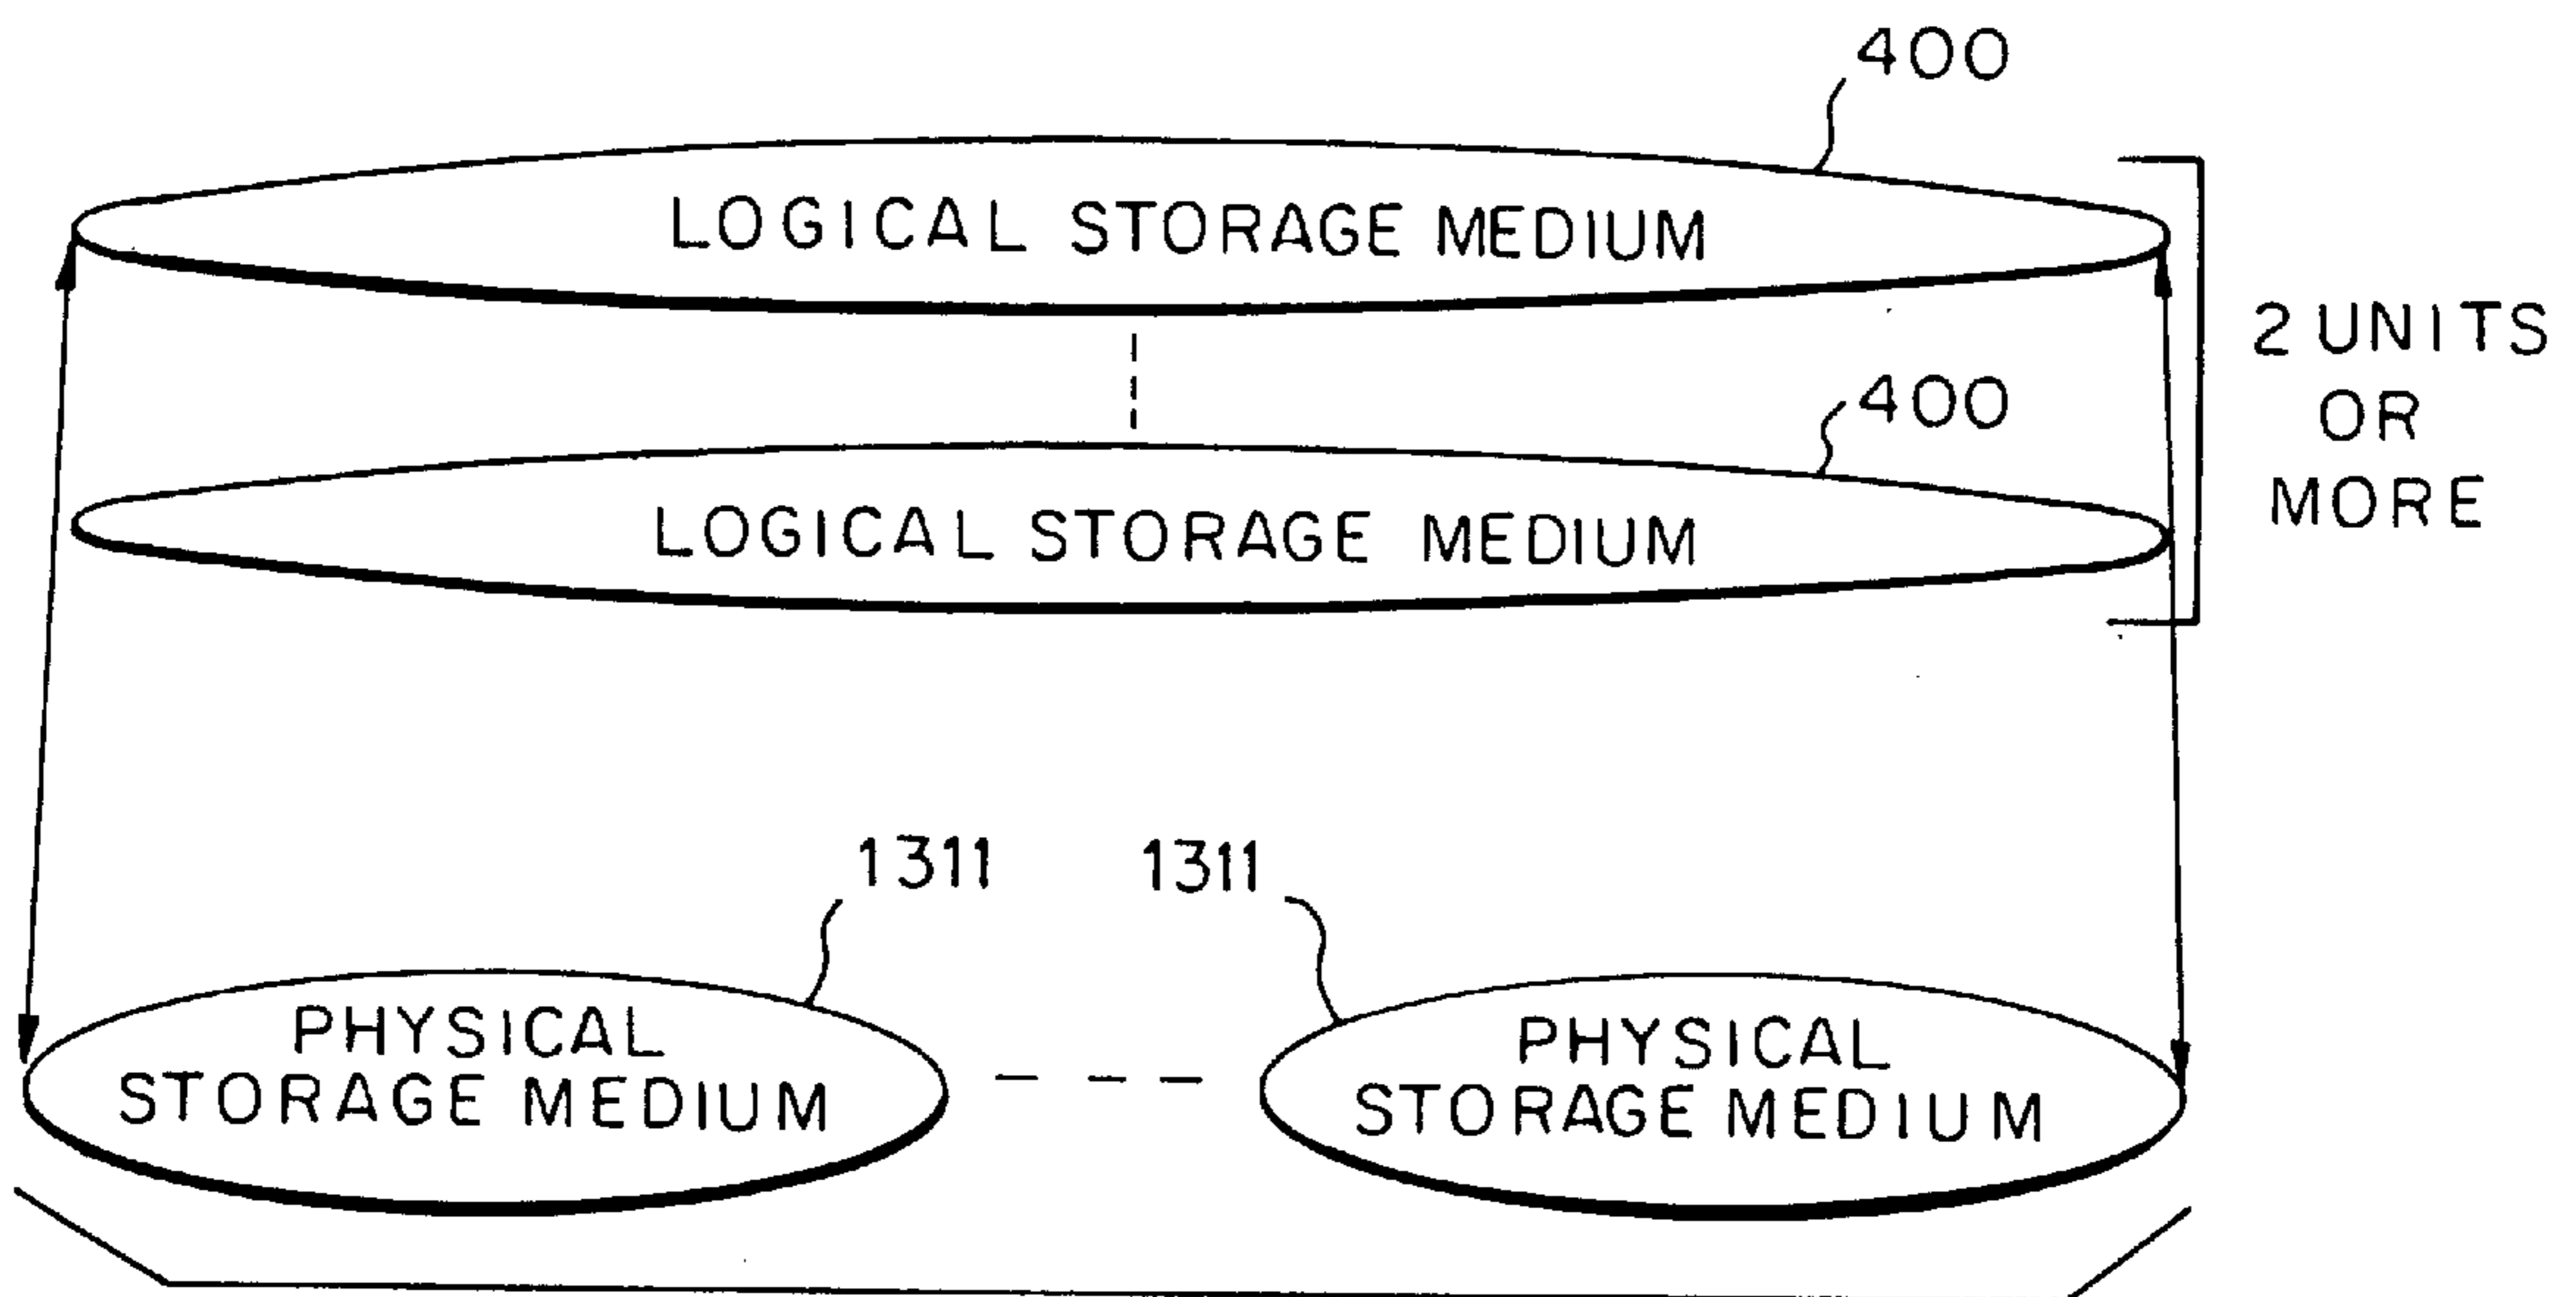 400
LOGICAL STORAGE MEDIUM
2 UNITS
OR
MORE
400
LOGICAL STORAGE MEDIUM
1311
1311
PHYSICAL
STORAGE MEDIUM
PHYSICAL
STORAGE MEDIUM